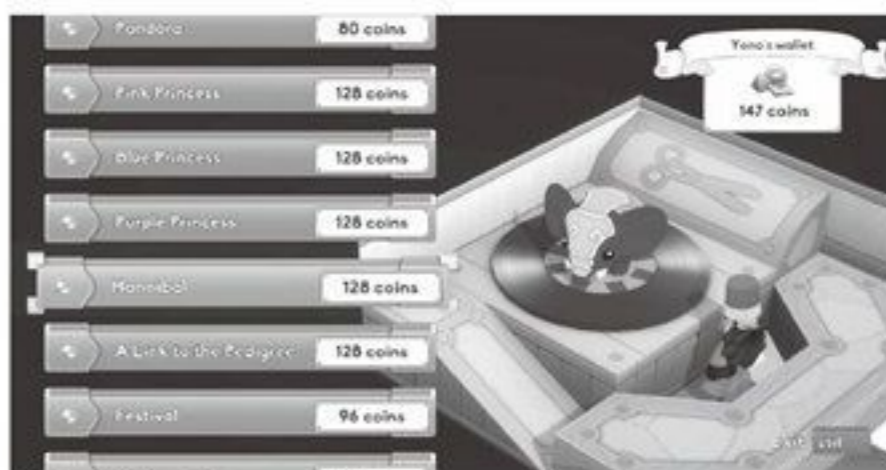 Pandora 80 coins
Pink Princess 128 coins
Blue Princess 128 coins
Purple Princess 128 coins
Hannibal 128 coins
A Link to the Pedigree 128 coins
Festival 96 coins
Yono's wallet
147 coins